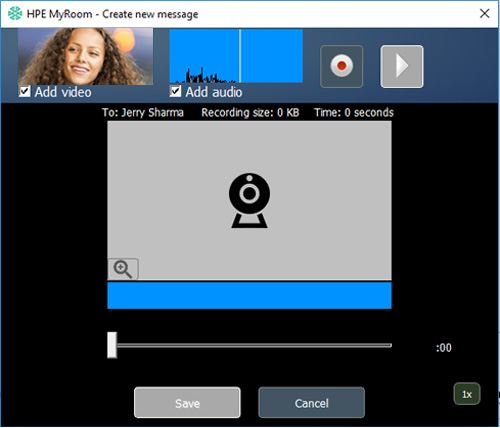 HPE MyRoom - Create new message
Add video
Add audio
To: Jerry Sharma Recording size: 0 KB Time: 0 seconds
:00
Save
Cancel
1x